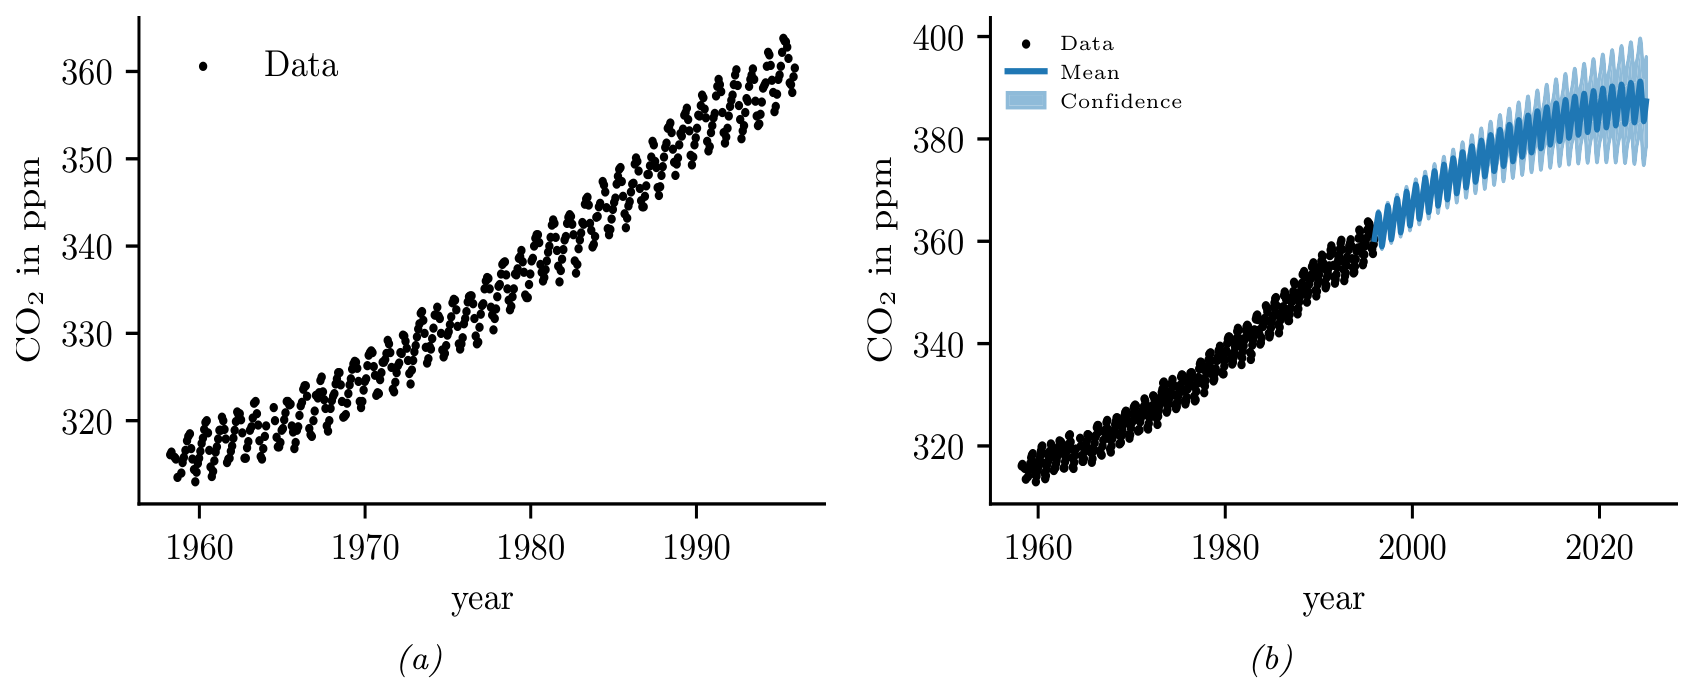 Data
360
350
340
330
320
CO₂ in ppm
1960 1970 1980 1990
year
(a)
Data
Mean
Confidence
400
380
360
340
320
CO₂ in ppm
1960 1980 2000 2020
year
(b)